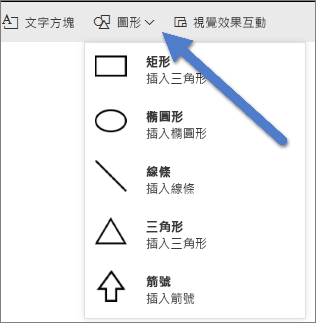 文字方塊 圖形 視覺效果互動
矩形
插入三角形
橢圓形
插入橢圓形
線條
插入線條
三角形
插入三角形
箭號
插入箭號